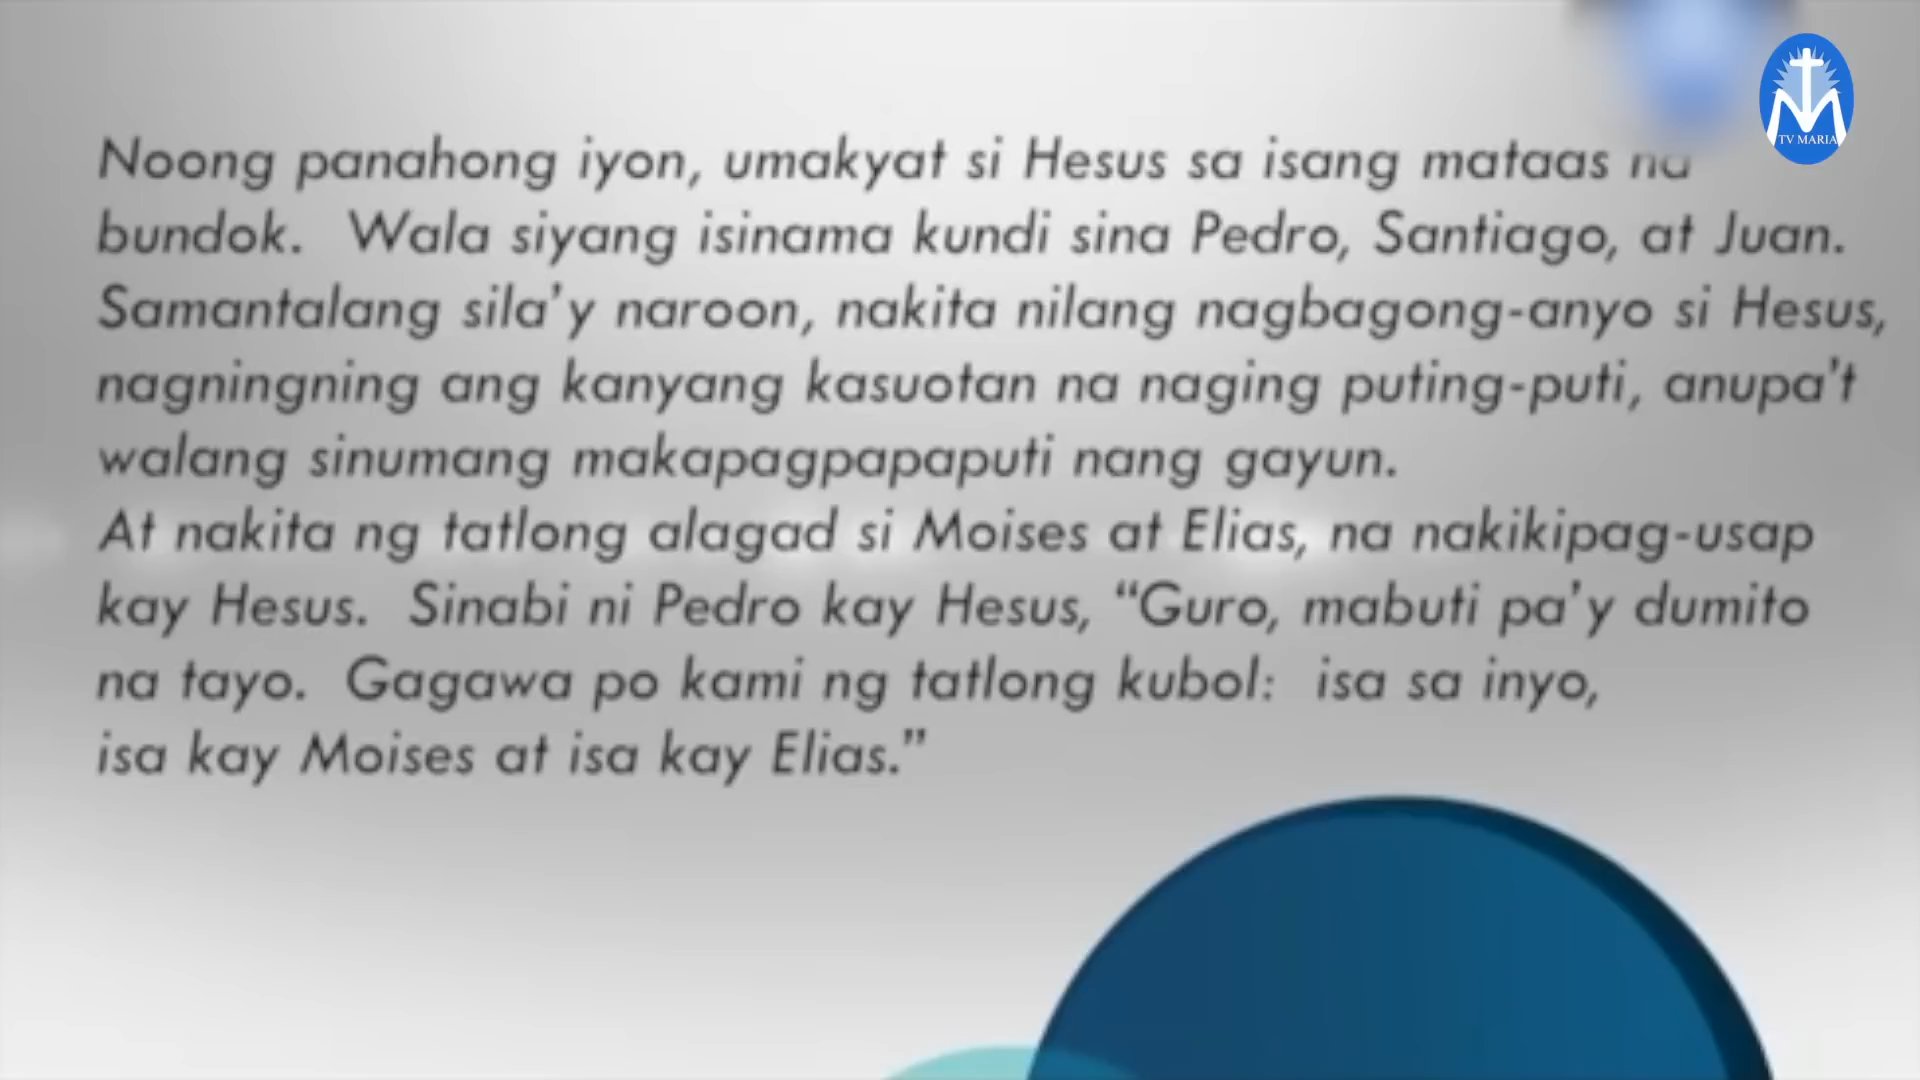 Noong panahong iyon, umakyat si Hesus sa isang mataas na
bundok. Wala siyang isinama kundi sina Pedro, Santiago, at Juan.
Samantalang sila’y naroon, nakita nilang nagbagong-anyo si Hesus,
nagningning ang kanyang kasuotan na naging puting-puti, anupa’t
walang sinumang makapagpapaputi nang gayun.
At nakita ng tatlong alagad si Moises at Elias, na nakikipag-usap
kay Hesus. Sinabi ni Pedro kay Hesus, “Guro, mabuti pa’y dumito
na tayo. Gagawa po kami ng tatlong kubol: isa sa inyo,
isa kay Moises at isa kay Elias.”
TV MARIA